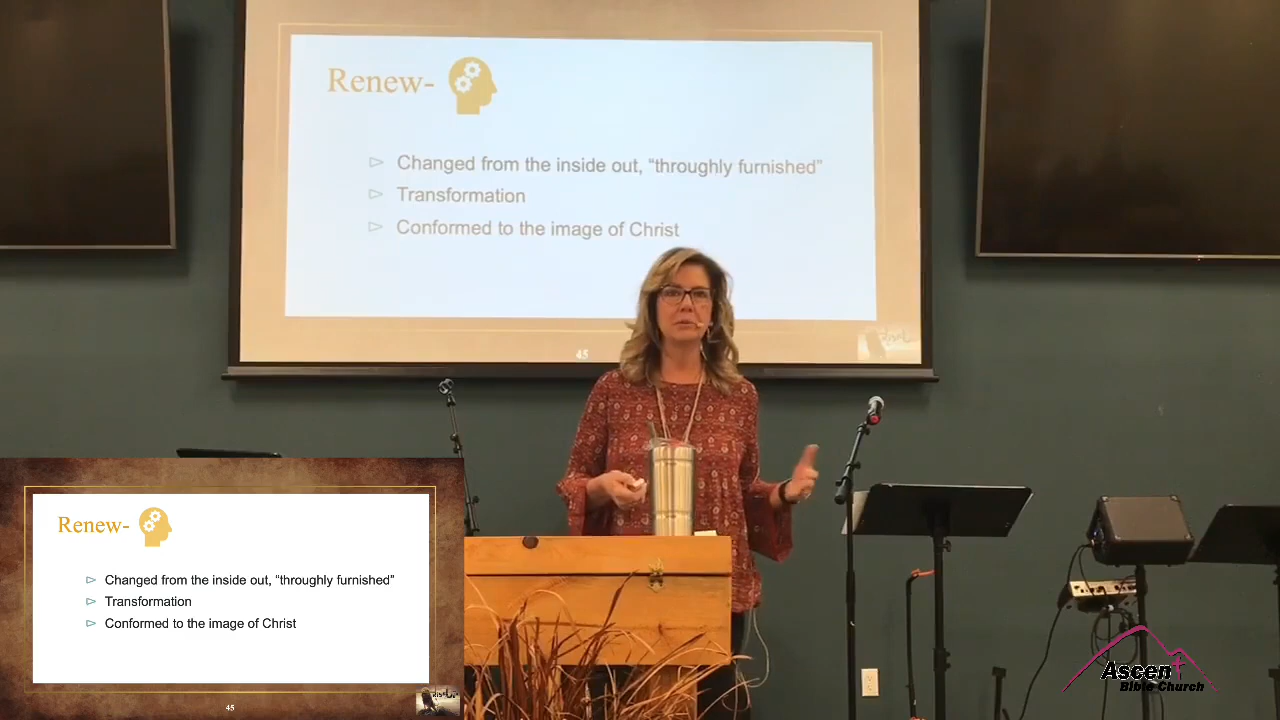 Renew-
Changed from the inside out, “throughly furnished”
Transformation
Conformed to the image of Christ
45
Renew-
Changed from the inside out, “throughly furnished”
Transformation
Conformed to the image of Christ
45
Ascent
Bible Church